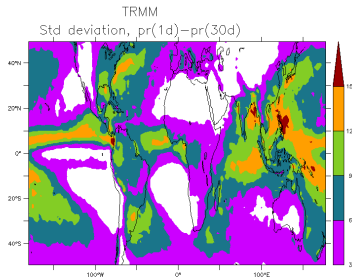 TRMM
Std deviation, pr(1d)-pr(30d)
40°N
20°N
0°
20°S
40°S
100°W
0°
100°E
15
12
9
6
3